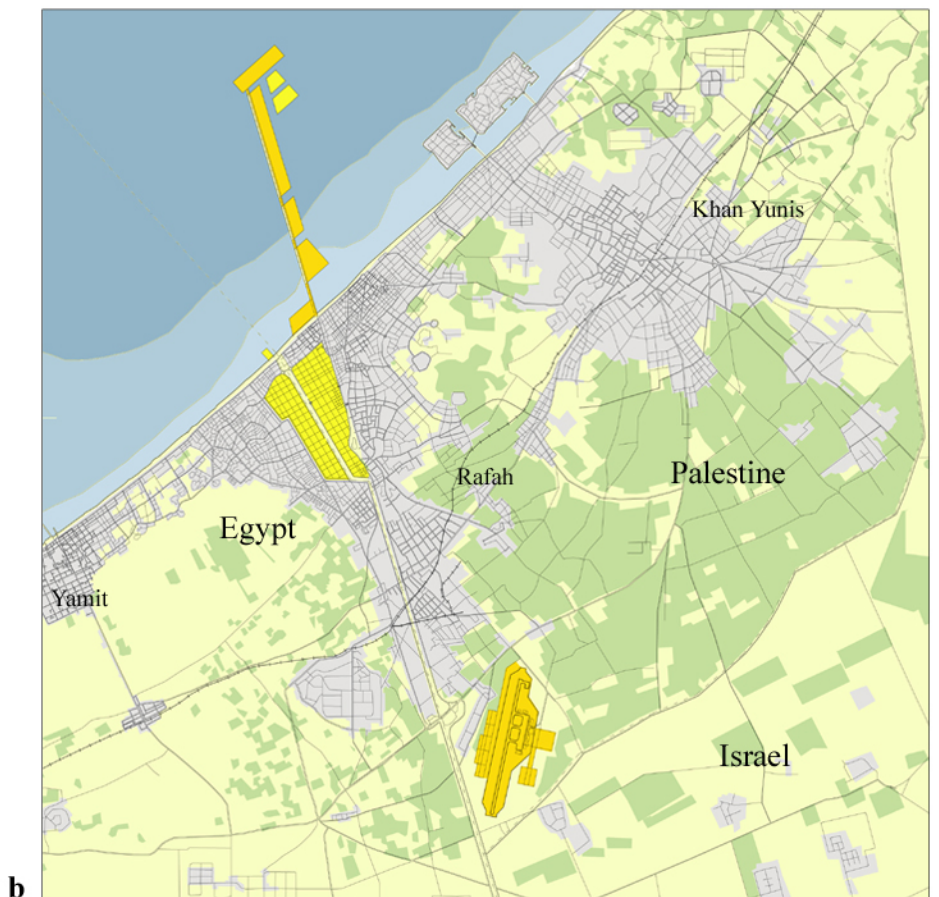 Khan Yunis
Rafah
Palestine
Egypt
Yamit
Israel
b